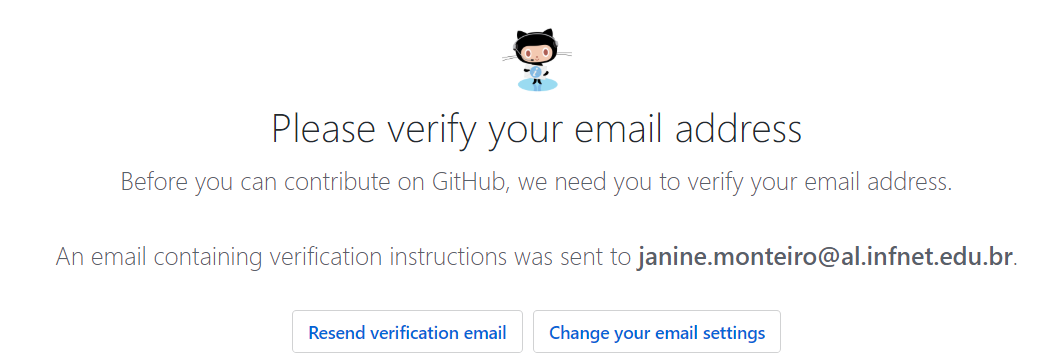 Please verify your email address
Before you can contribute on GitHub, we need you to verify your email address.
An email containing verification instructions was sent to janine.monteiro@al.infnet.edu.br.
Resend verification email
Change your email settings